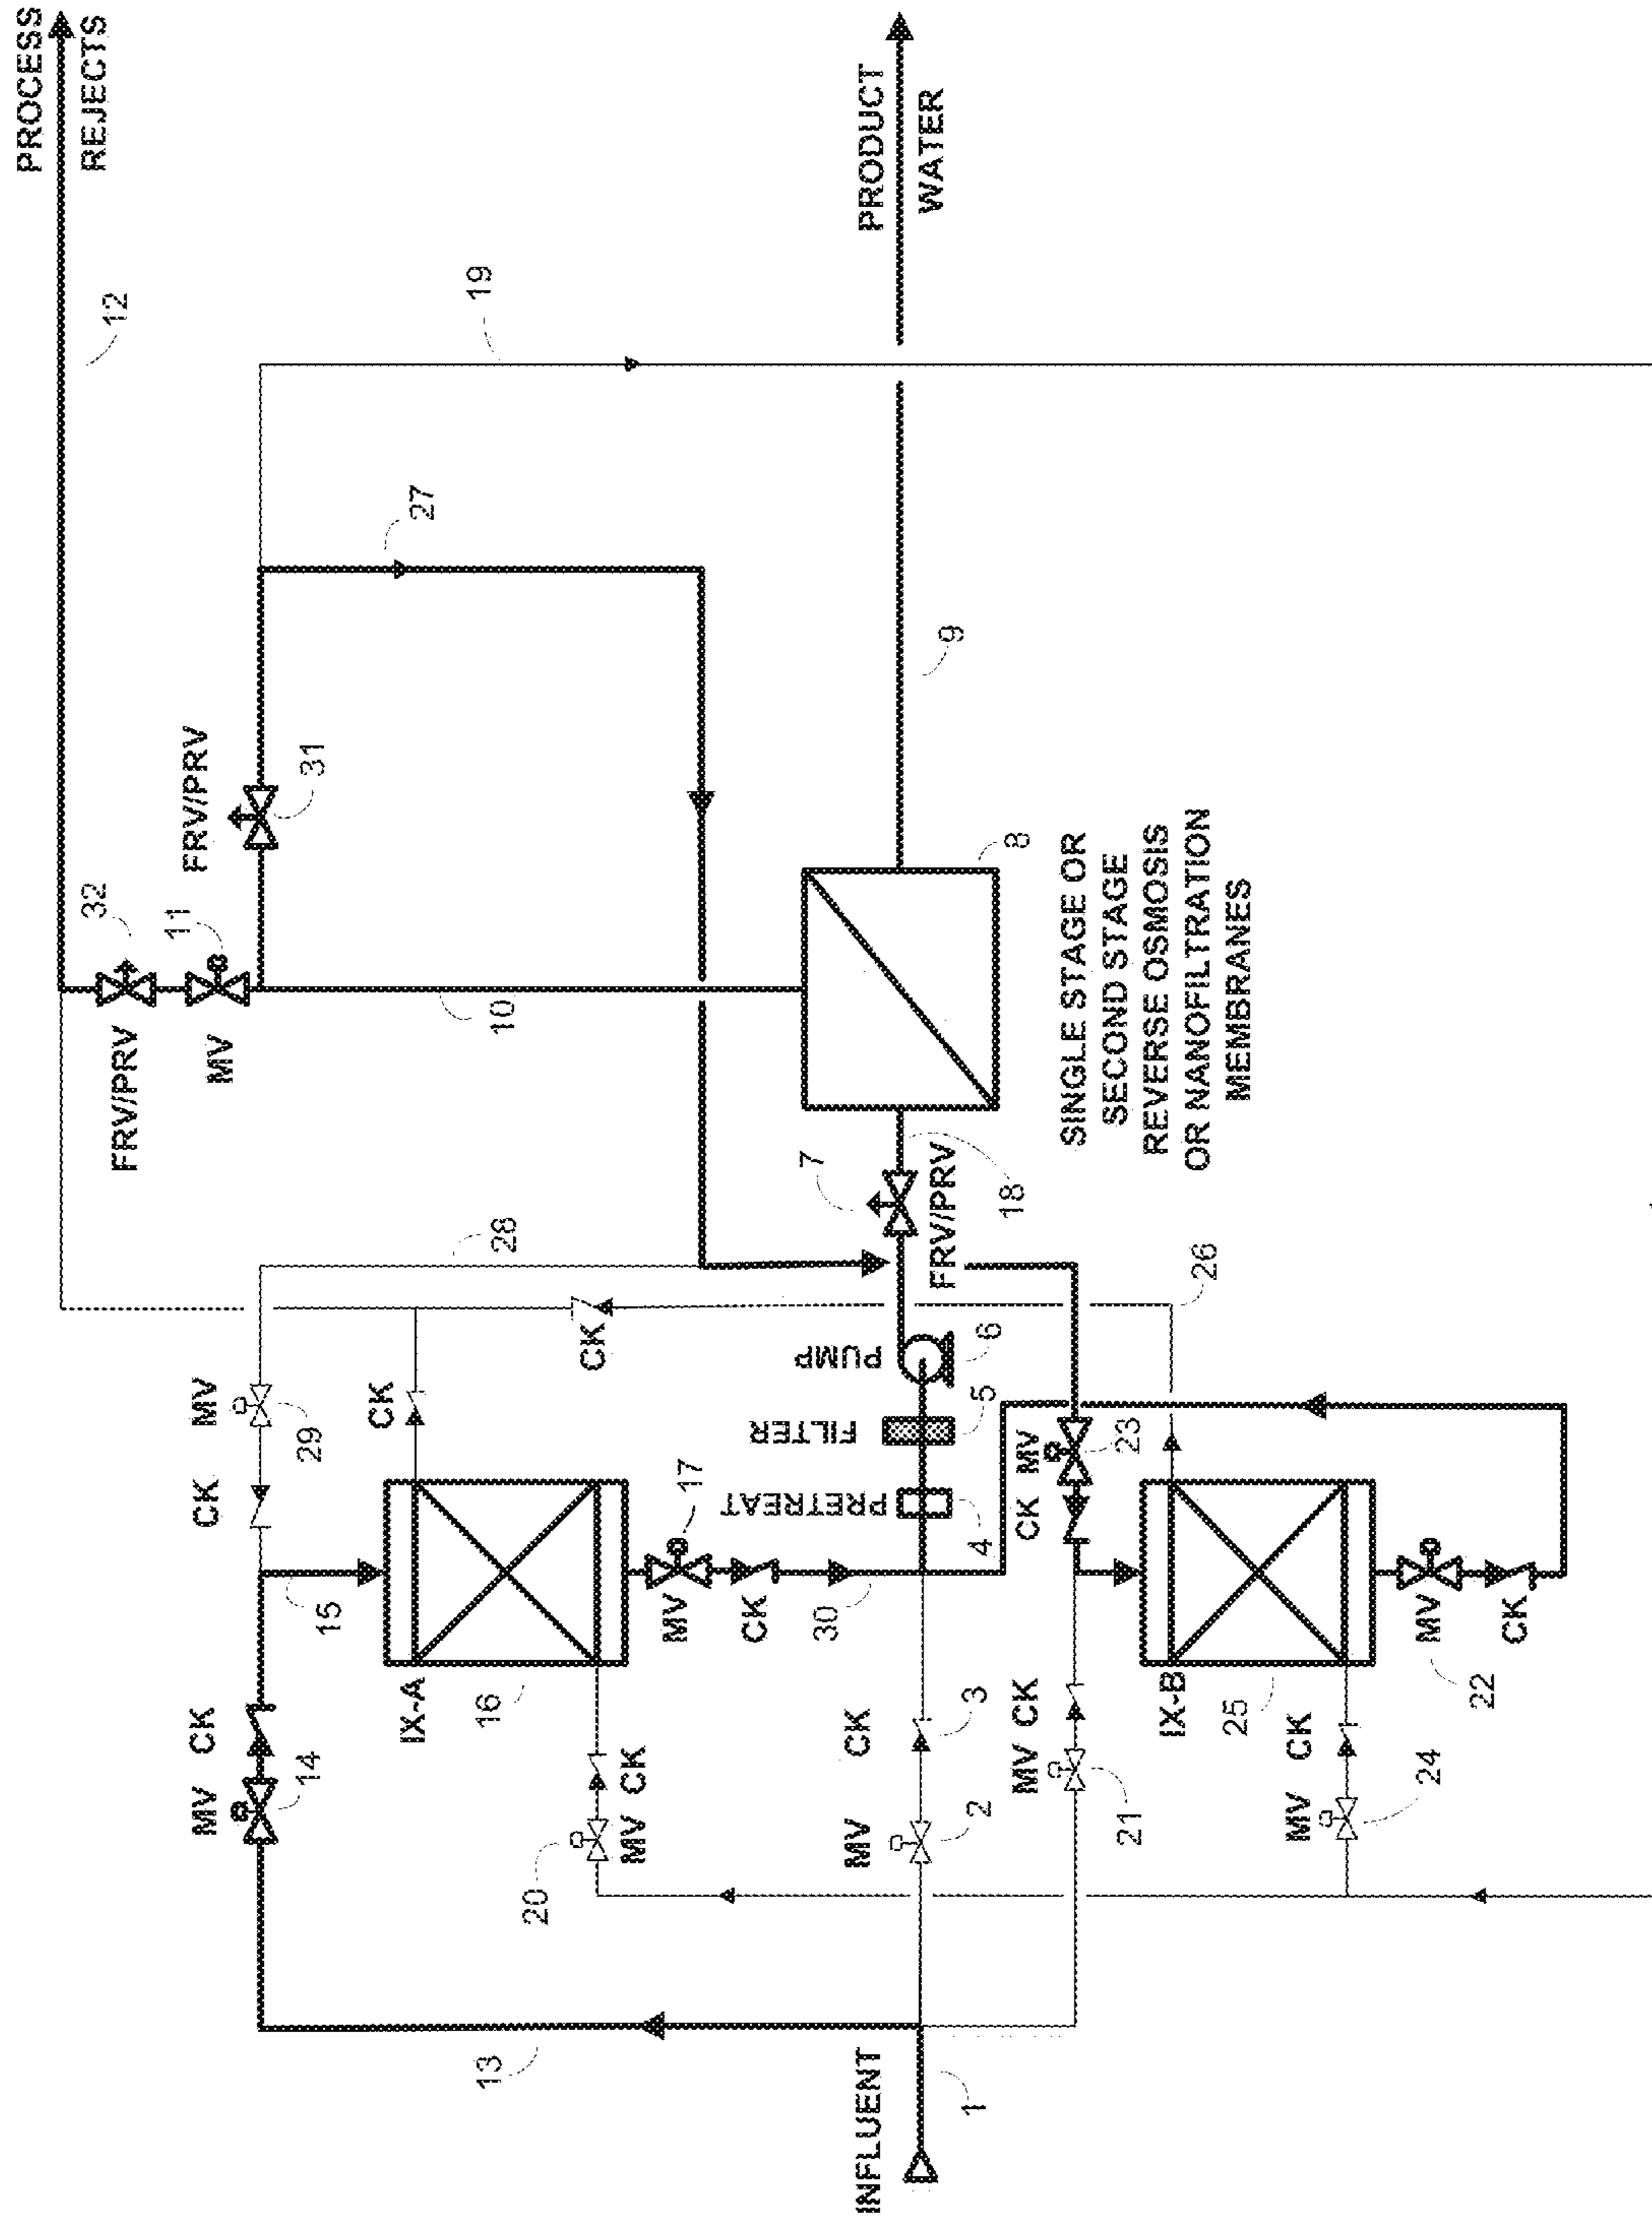 PROCESS
REJECTS
12
32
FRV/PRV
11
MV
FRV/PRV
31
19
27
10
PRODUCT
WATER
9
8
SINGLE STAGE OR
SECOND STAGE
REVERSE OSMOSIS
OR NANOFILTRATION
MEMBRANES
7
FRV/PRV
18
28
26
MV
29
CK
CK
CK
PUMP
6
FILTER
5
PRETREAT
4
15
MV CK
14
IX-A
16
17
MV
CK
30
20
MV CK
13
MV
2
CK
3
INFLUENT
1
CK MV
23
MV CK
21
IX-B
25
MV CK
24
MV
22
CK